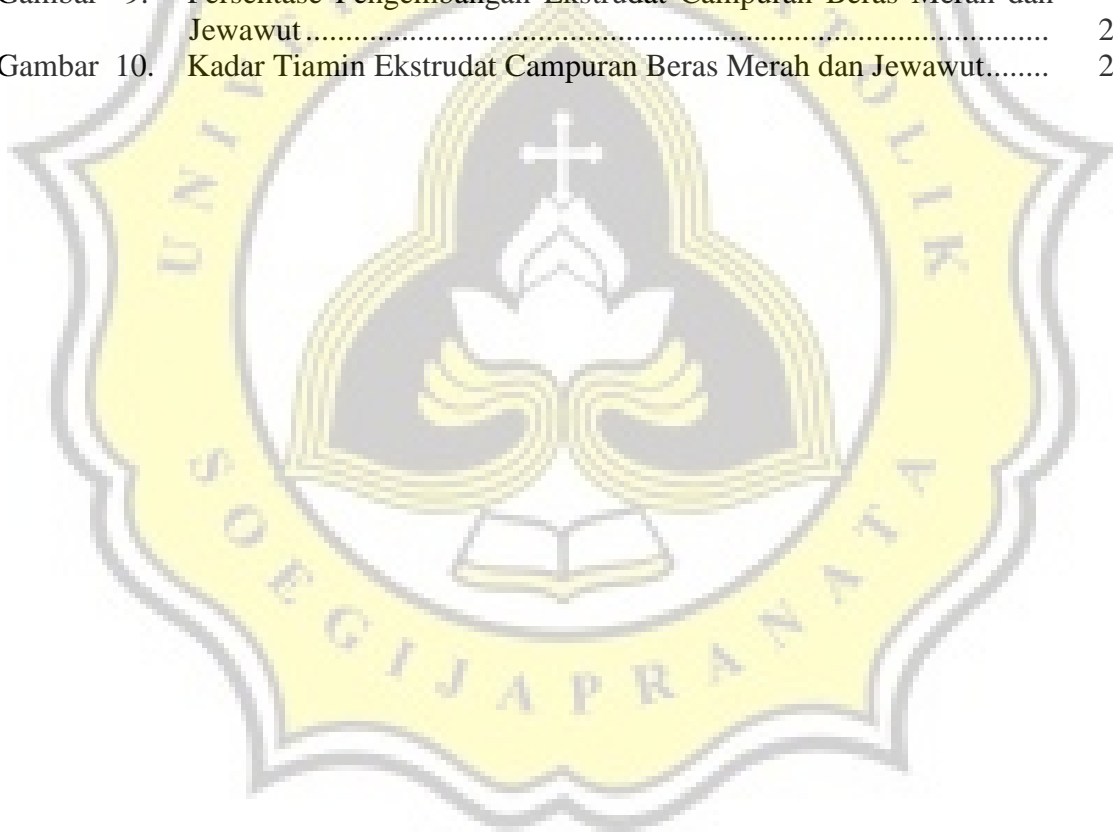 Gambar 9. Persentase Pengembangan Ekstrudat Campuran Beras Merah dan
Jewawut ........................................................................... 2
Gambar 10. Kadar Tiamin Ekstrudat Campuran Beras Merah dan Jewawut........ 2
SOEGIJAPRANATA